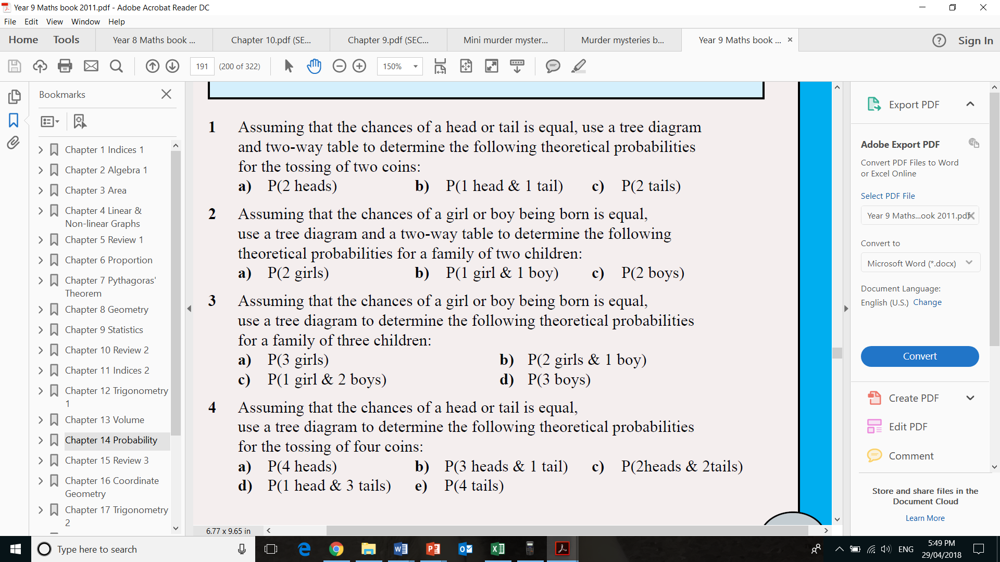 Year 9 Maths book 2011.pdf - Adobe Acrobat Reader DC
File Edit View Window Help
Home Tools Year 8 Maths book ... Chapter 10.pdf (SE... Chapter 9.pdf (SEC... Mini murder myster... Murder mysteries b... Year 9 Maths book ... Sign In
191 (200 of 322) 150%
Bookmarks
Chapter 1 Indices 1
Chapter 2 Algebra 1
Chapter 3 Area
Chapter 4 Linear &
Non-linear Graphs
Chapter 5 Review 1
Chapter 6 Proportion
Chapter 7 Pythagoras'
Theorem
Chapter 8 Geometry
Chapter 9 Statistics
Chapter 10 Review 2
Chapter 11 Indices 2
Chapter 12 Trigonometry
1
Chapter 13 Volume
Chapter 14 Probability
Chapter 15 Review 3
Chapter 16 Coordinate
Geometry
Chapter 17 Trigonometry
2
1 Assuming that the chances of a head or tail is equal, use a tree diagram
and two-way table to determine the following theoretical probabilities
for the tossing of two coins:
a) P(2 heads) b) P(1 head & 1 tail) c) P(2 tails)
2 Assuming that the chances of a girl or boy being born is equal,
use a tree diagram and a two-way table to determine the following
theoretical probabilities for a family of two children:
a) P(2 girls) b) P(1 girl & 1 boy) c) P(2 boys)
3 Assuming that the chances of a girl or boy being born is equal,
use a tree diagram to determine the following theoretical probabilities
for a family of three children:
a) P(3 girls) b) P(2 girls & 1 boy)
c) P(1 girl & 2 boys) d) P(3 boys)
4 Assuming that the chances of a head or tail is equal,
use a tree diagram to determine the following theoretical probabilities
for the tossing of four coins:
a) P(4 heads) b) P(3 heads & 1 tail) c) P(2heads & 2tails)
d) P(1 head & 3 tails) e) P(4 tails)
6.77 x 9.65 in
Export PDF
Adobe Export PDF
Convert PDF Files to Word
or Excel Online
Select PDF File
Year 9 Maths...ook 2011.pdf
Convert to
Microsoft Word (*.docx)
Document Language:
English (U.S.) Change
Convert
Create PDF
Edit PDF
Comment
Store and share files in the
Document Cloud
Learn More
Type here to search
ENG
5:49 PM
29/04/2018